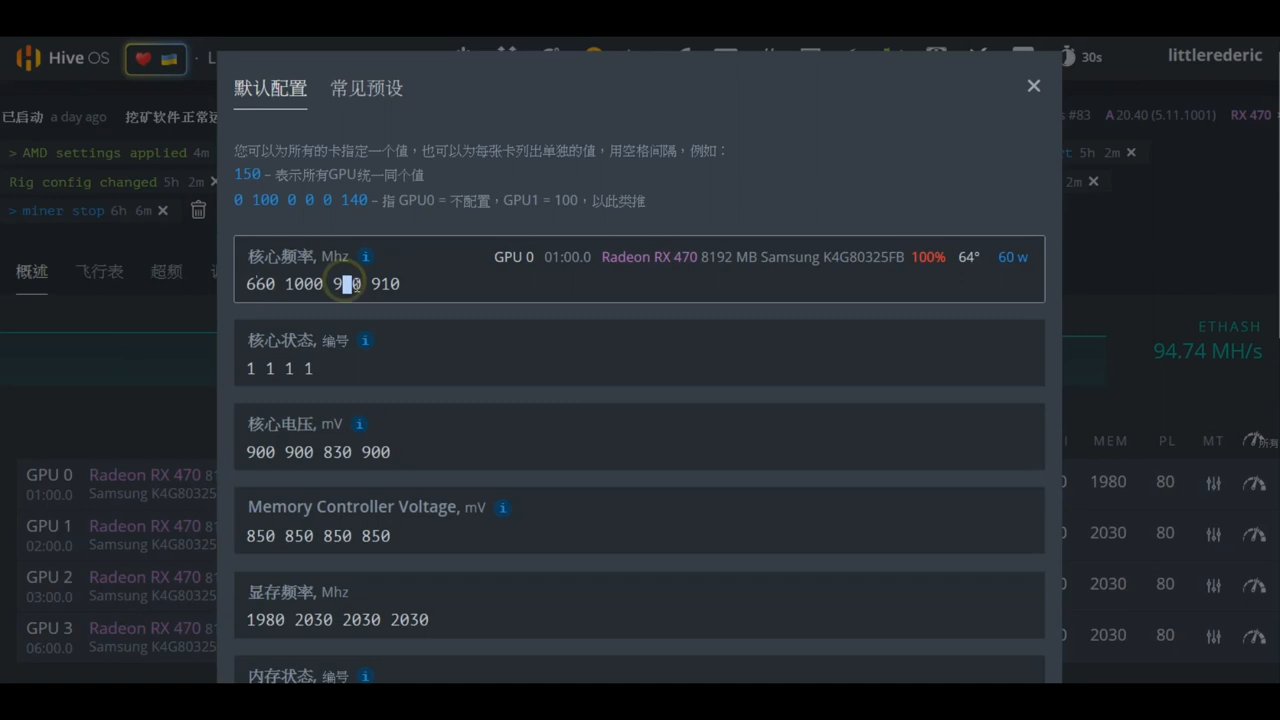 Hive OS
30s
littlerederic
默认配置 常见预设
已启动 a day ago 挖矿软件正常运
#83 A 20.40 (5.11.1001) RX 470
> AMD settings applied 4m
5h 2m
您可以为所有的卡指定一个值，也可以为每张卡列出单独的值，用空格间隔，例如：
150 – 表示所有GPU统一同个值
Rig config changed 5h 2m
2m
0 100 0 0 0 140 – 指 GPU0 = 不配置，GPU1 = 100，以此类推
> miner stop 6h 6m
核心频率, Mhz
GPU 0 01:00.0 Radeon RX 470 8192 MB Samsung K4G80325FB 100% 64° 60 w
概述 飞行表 超频
660 1000 910
ETHASH
94.74 MH/s
核心状态, 编号
1 1 1 1
核心电压, mV
900 900 830 900
MEM PL MT 所有
GPU 0 Radeon RX 470
01:00.0 Samsung K4G80325
1980 80
Memory Controller Voltage, mV
850 850 850 850
GPU 1 Radeon RX 470
02:00.0 Samsung K4G80325
2030 80
GPU 2 Radeon RX 470
03:00.0 Samsung K4G80325
2030 80
显存频率, Mhz
1980 2030 2030 2030
GPU 3 Radeon RX 470
06:00.0 Samsung K4G80325
2030 80
内存状态, 编号